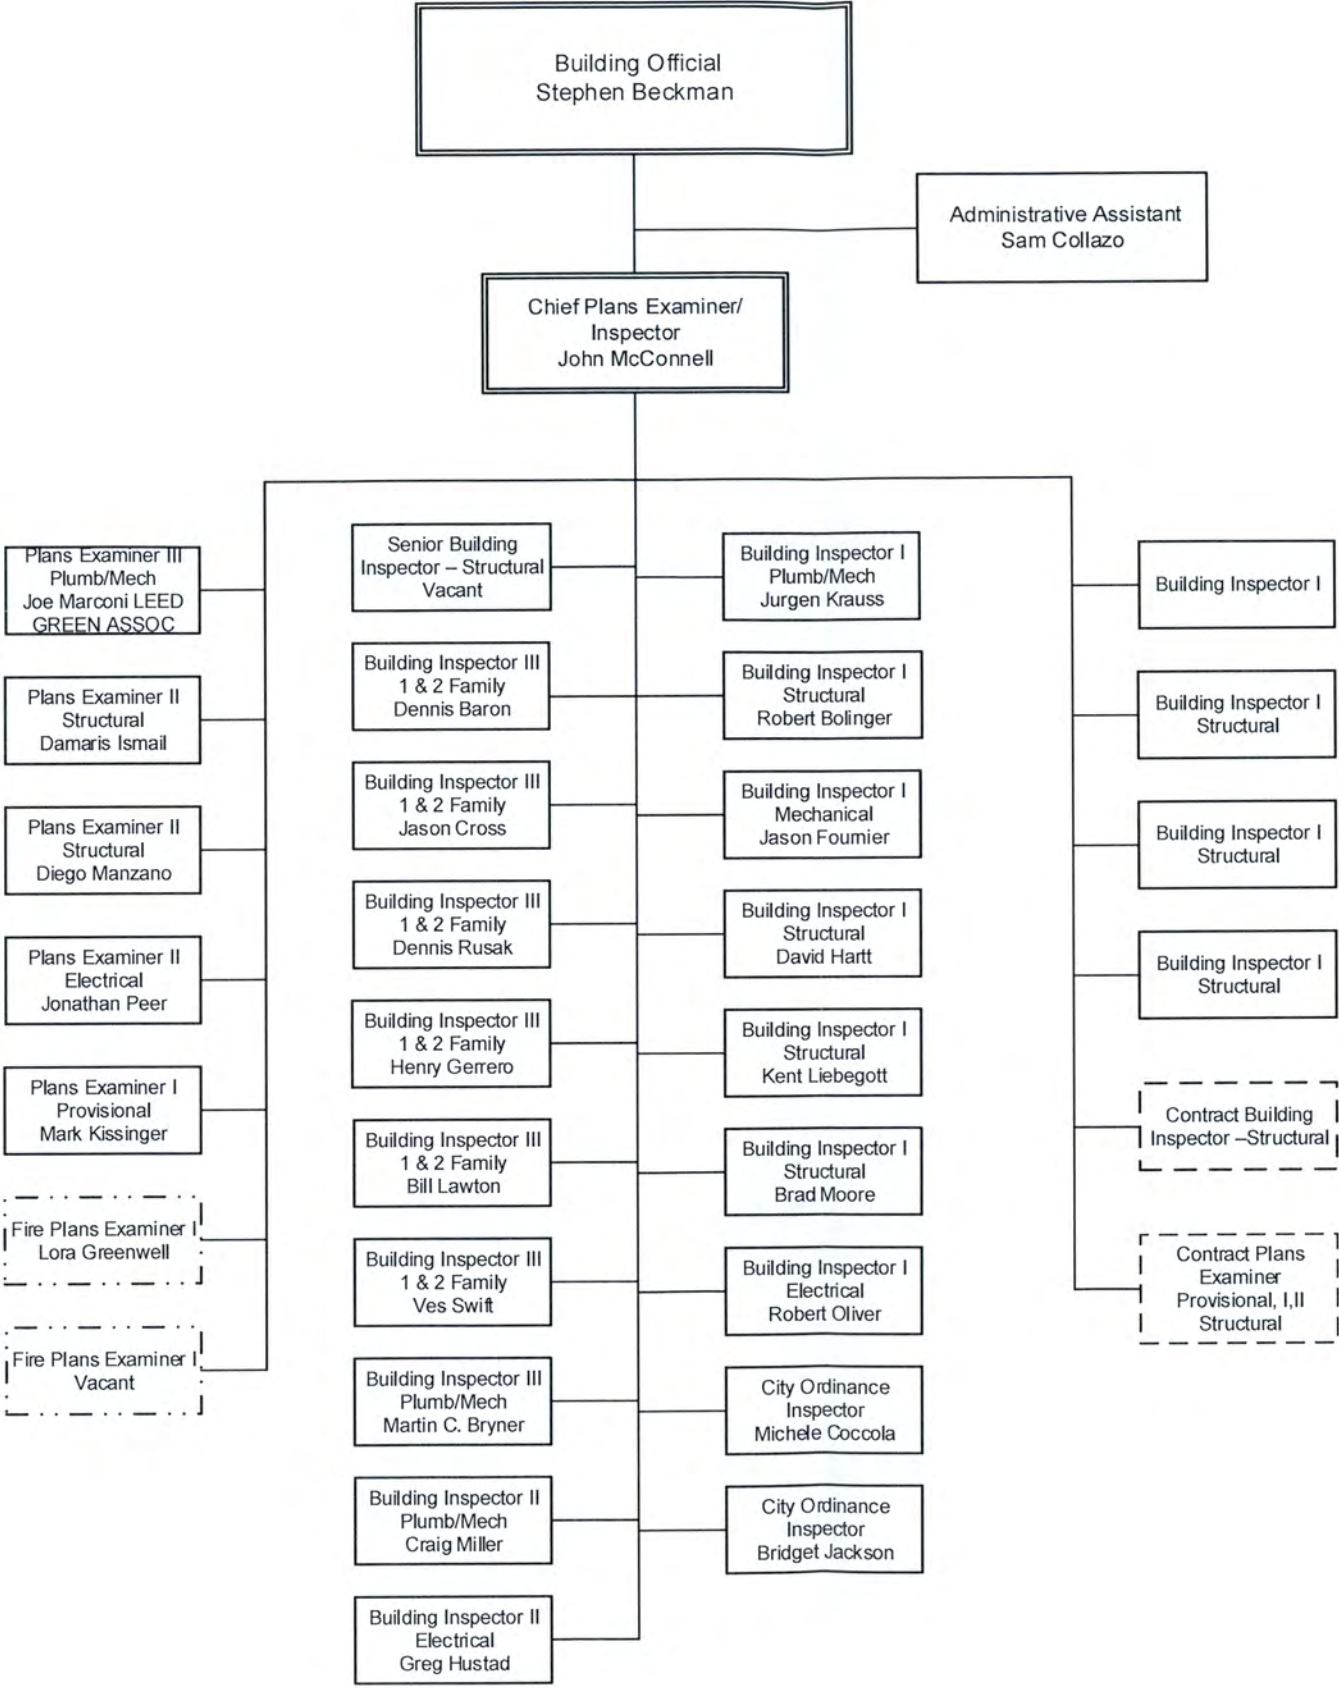 Building Official
Stephen Beckman
Administrative Assistant
Sam Collazo
Chief Plans Examiner/
Inspector
John McConnell
Plans Examiner III
Plumb/Mech
Joe Marconi LEED
GREEN ASSOC
Plans Examiner II
Structural
Damaris Ismail
Plans Examiner II
Structural
Diego Manzano
Plans Examiner II
Electrical
Jonathan Peer
Plans Examiner I
Provisional
Mark Kissinger
Fire Plans Examiner I
Lora Greenwell
Fire Plans Examiner I
Vacant
Senior Building
Inspector – Structural
Vacant
Building Inspector III
1 & 2 Family
Dennis Baron
Building Inspector III
1 & 2 Family
Jason Cross
Building Inspector III
1 & 2 Family
Dennis Rusak
Building Inspector III
1 & 2 Family
Henry Gerrero
Building Inspector III
1 & 2 Family
Bill Lawton
Building Inspector III
1 & 2 Family
Ves Swift
Building Inspector III
Plumb/Mech
Martin C. Bryner
Building Inspector II
Plumb/Mech
Craig Miller
Building Inspector II
Electrical
Greg Hustad
Building Inspector I
Plumb/Mech
Jurgen Krauss
Building Inspector I
Structural
Robert Bolinger
Building Inspector I
Mechanical
Jason Fournier
Building Inspector I
Structural
David Hartt
Building Inspector I
Structural
Kent Liebegott
Building Inspector I
Structural
Brad Moore
Building Inspector I
Electrical
Robert Oliver
City Ordinance
Inspector
Michele Coccola
City Ordinance
Inspector
Bridget Jackson
Building Inspector I
Building Inspector I
Structural
Building Inspector I
Structural
Building Inspector I
Structural
Contract Building
Inspector –Structural
Contract Plans
Examiner
Provisional, I,II
Structural